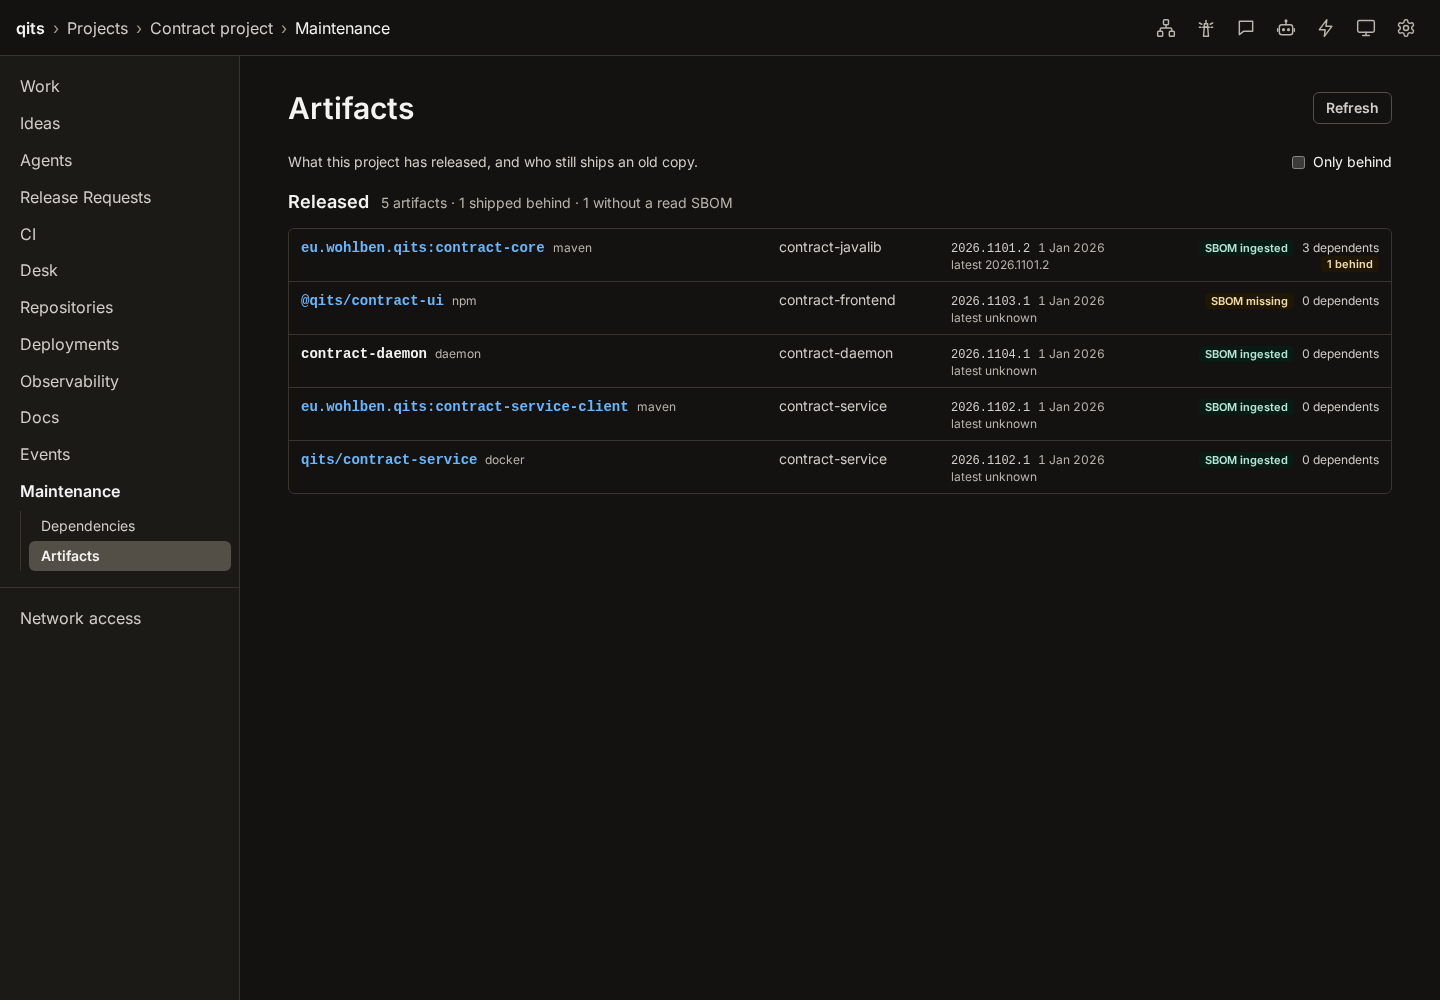 qits › Projects › Contract project › Maintenance
Work
Ideas
Agents
Release Requests
CI
Desk
Repositories
Deployments
Observability
Docs
Events
Maintenance
Dependencies
Artifacts
Network access
Artifacts
Refresh
What this project has released, and who still ships an old copy.
Only behind
Released 5 artifacts · 1 shipped behind · 1 without a read SBOM
eu.wohlben.qits:contract-core maven contract-javalib 2026.1101.2 1 Jan 2026 SBOM ingested 3 dependents
latest 2026.1101.2 1 behind
@qits/contract-ui npm contract-frontend 2026.1103.1 1 Jan 2026 SBOM missing 0 dependents
latest unknown
contract-daemon daemon contract-daemon 2026.1104.1 1 Jan 2026 SBOM ingested 0 dependents
latest unknown
eu.wohlben.qits:contract-service-client maven contract-service 2026.1102.1 1 Jan 2026 SBOM ingested 0 dependents
latest unknown
qits/contract-service docker contract-service 2026.1102.1 1 Jan 2026 SBOM ingested 0 dependents
latest unknown